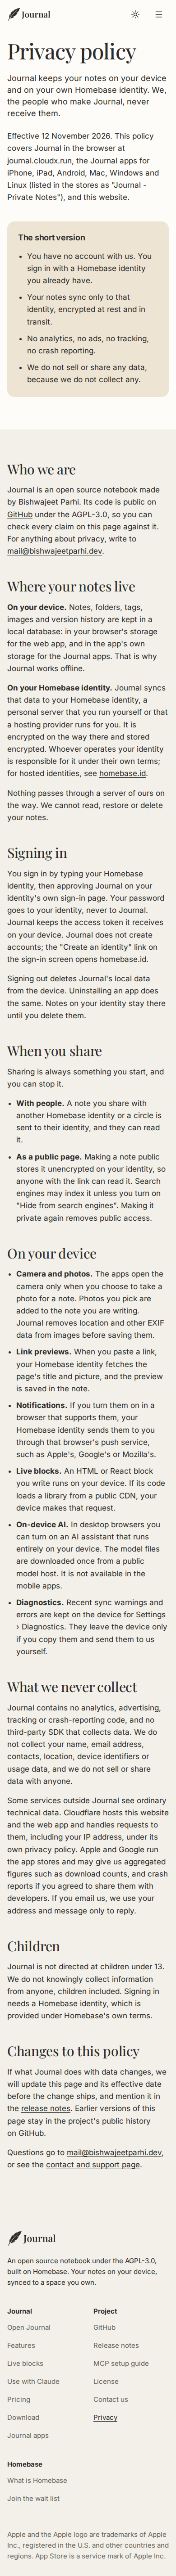 Journal
Privacy policy
Journal keeps your notes on your device
and on your own Homebase identity. We,
the people who make Journal, never
receive them.
Effective 12 November 2026. This policy
covers Journal in the browser at
journal.cloudx.run, the Journal apps for
iPhone, iPad, Android, Mac, Windows and
Linux (listed in the stores as "Journal -
Private Notes"), and this website.
The short version
• You have no account with us. You
sign in with a Homebase identity
you already have.
• Your notes sync only to that
identity, encrypted at rest and in
transit.
• No analytics, no ads, no tracking,
no crash reporting.
• We do not sell or share any data,
because we do not collect any.
Who we are
Journal is an open source notebook made
by Bishwajeet Parhi. Its code is public on
GitHub under the AGPL-3.0, so you can
check every claim on this page against it.
For anything about privacy, write to
mail@bishwajeetparhi.dev.
Where your notes live
On your device. Notes, folders, tags,
images and version history are kept in a
local database: in your browser's storage
for the web app, and in the app's own
storage for the Journal apps. That is why
Journal works offline.
On your Homebase identity. Journal syncs
that data to your Homebase identity, a
personal server that you run yourself or that
a hosting provider runs for you. It is
encrypted on the way there and stored
encrypted. Whoever operates your identity
is responsible for it under their own terms;
for hosted identities, see homebase.id.
Nothing passes through a server of ours on
the way. We cannot read, restore or delete
your notes.
Signing in
You sign in by typing your Homebase
identity, then approving Journal on your
identity's own sign-in page. Your password
goes to your identity, never to Journal.
Journal keeps the access token it receives
on your device. Journal does not create
accounts; the "Create an identity" link on
the sign-in screen opens homebase.id.
Signing out deletes Journal's local data
from the device. Uninstalling an app does
the same. Notes on your identity stay there
until you delete them.
When you share
Sharing is always something you start, and
you can stop it.
• With people. A note you share with
another Homebase identity or a circle is
sent to their identity, and they can read
it.
• As a public page. Making a note public
stores it unencrypted on your identity, so
anyone with the link can read it. Search
engines may index it unless you turn on
"Hide from search engines". Making it
private again removes public access.
On your device
• Camera and photos. The apps open the
camera only when you choose to take a
photo for a note. Photos you pick are
added to the note you are writing.
Journal removes location and other EXIF
data from images before saving them.
• Link previews. When you paste a link,
your Homebase identity fetches the
page's title and picture, and the preview
is saved in the note.
• Notifications. If you turn them on in a
browser that supports them, your
Homebase identity sends them to you
through that browser's push service,
such as Apple's, Google's or Mozilla's.
• Live blocks. An HTML or React block
you write runs on your device. If its code
loads a library from a public CDN, your
device makes that request.
• On-device AI. In desktop browsers you
can turn on an AI assistant that runs
entirely on your device. The model files
are downloaded once from a public
model host. It is not available in the
mobile apps.
• Diagnostics. Recent sync warnings and
errors are kept on the device for Settings
› Diagnostics. They leave the device only
if you copy them and send them to us
yourself.
What we never collect
Journal contains no analytics, advertising,
tracking or crash-reporting code, and no
third-party SDK that collects data. We do
not collect your name, email address,
contacts, location, device identifiers or
usage data, and we do not sell or share
data with anyone.
Some services outside Journal see ordinary
technical data. Cloudflare hosts this website
and the web app and handles requests to
them, including your IP address, under its
own privacy policy. Apple and Google run
the app stores and may give us aggregated
figures such as download counts, and crash
reports if you agreed to share them with
developers. If you email us, we use your
address and message only to reply.
Children
Journal is not directed at children under 13.
We do not knowingly collect information
from anyone, children included. Signing in
needs a Homebase identity, which is
provided under Homebase's own terms.
Changes to this policy
If what Journal does with data changes, we
will update this page and its effective date
before the change ships, and mention it in
the release notes. Earlier versions of this
page stay in the project's public history
on GitHub.
Questions go to mail@bishwajeetparhi.dev,
or see the contact and support page.
Journal
An open source notebook under the AGPL-3.0,
built on Homebase. Your notes on your device,
synced to a space you own.
Journal
Open Journal
Features
Live blocks
Use with Claude
Pricing
Download
Journal apps
Project
GitHub
Release notes
MCP setup guide
License
Contact us
Privacy
Homebase
What is Homebase
Join the wait list
Apple and the Apple logo are trademarks of Apple
Inc., registered in the U.S. and other countries and
regions. App Store is a service mark of Apple Inc.